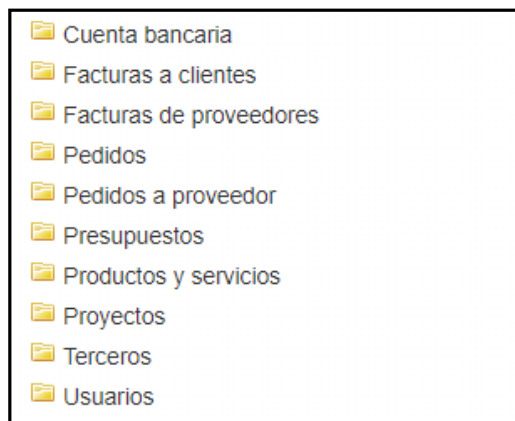 Cuenta bancaria
Facturas a clientes
Facturas de proveedores
Pedidos
Pedidos a proveedor
Presupuestos
Productos y servicios
Proyectos
Terceros
Usuarios